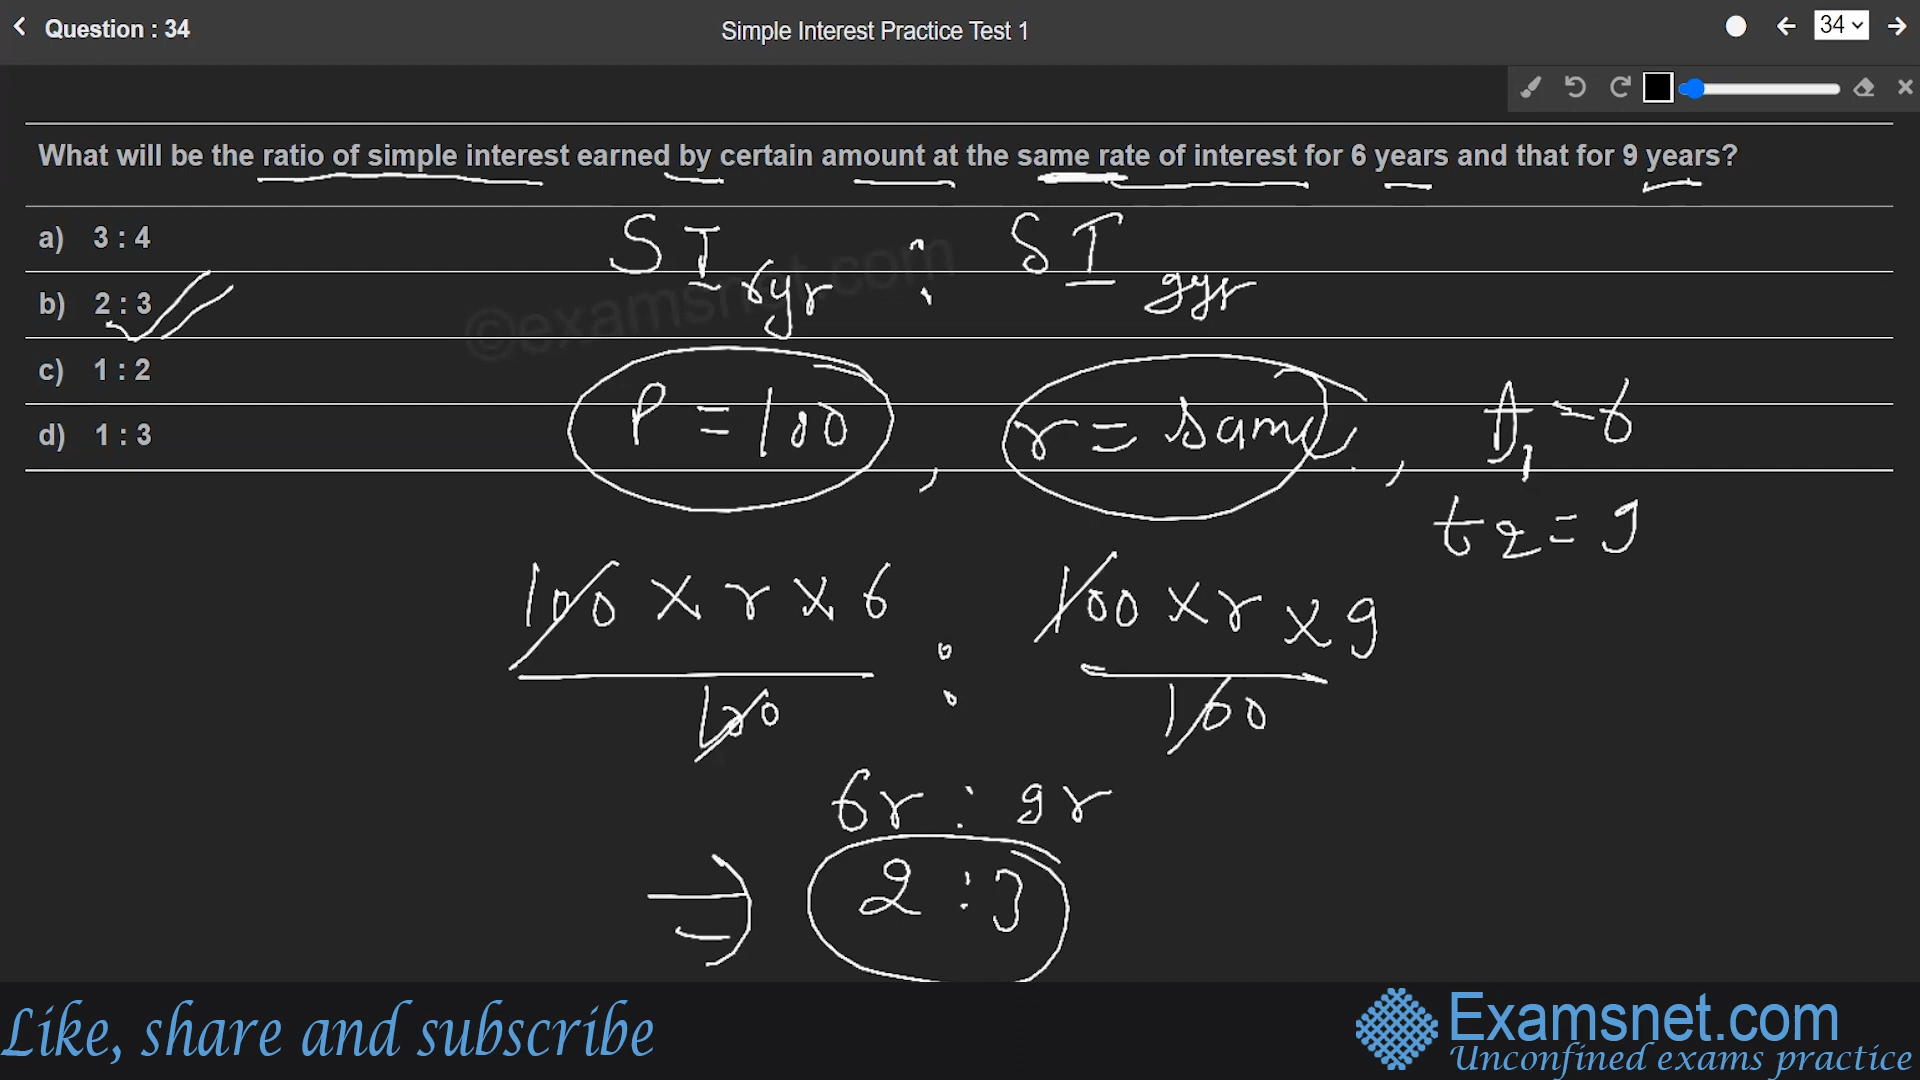 Question : 34
Simple Interest Practice Test 1
34
What will be the ratio of simple interest earned by certain amount at the same rate of interest for 6 years and that for 9 years?
a) 3 : 4
b) 2 : 3
c) 1 : 2
d) 1 : 3
©examsnet.com
SI 6yr : SI 9yr
P = 100 , r = same , t1 = 6
t2 = 9
100 × r × 6 : 100 × r × 9
100 100
6r : 9r
⇒ 2 : 3
Like, share and subscribe
Examsnet.com
Unconfined exams practice